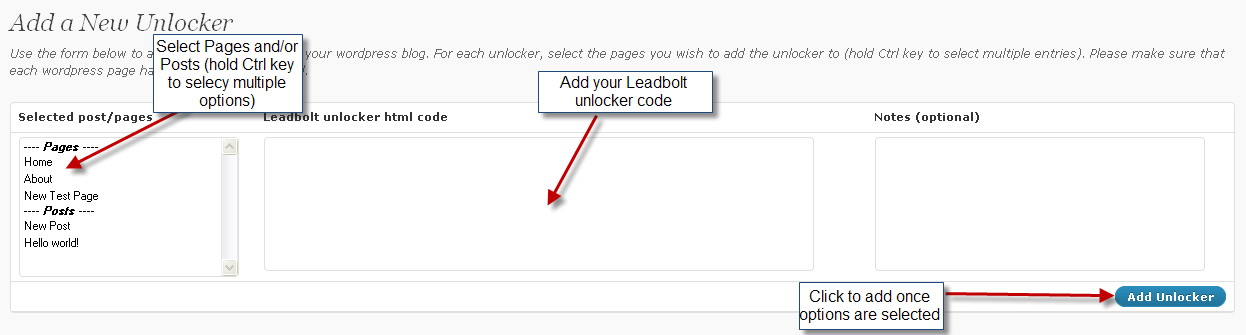 Add a New Unlocker
Use the form below to a your wordpress blog. For each unlocker, select the pages you wish to add the unlocker to (hold Ctrl key to select multiple entries). Please make sure that
each wordpress page ha
Select Pages and/or
Posts (hold Ctrl key
to selecy multiple
options)
Add your Leadbolt
unlocker code
Selected post/pages
Leadbolt unlocker html code
Notes (optional)
---- Pages ----
Home
About
New Test Page
---- Posts ----
New Post
Hello world!
Click to add once
options are selected
Add Unlocker